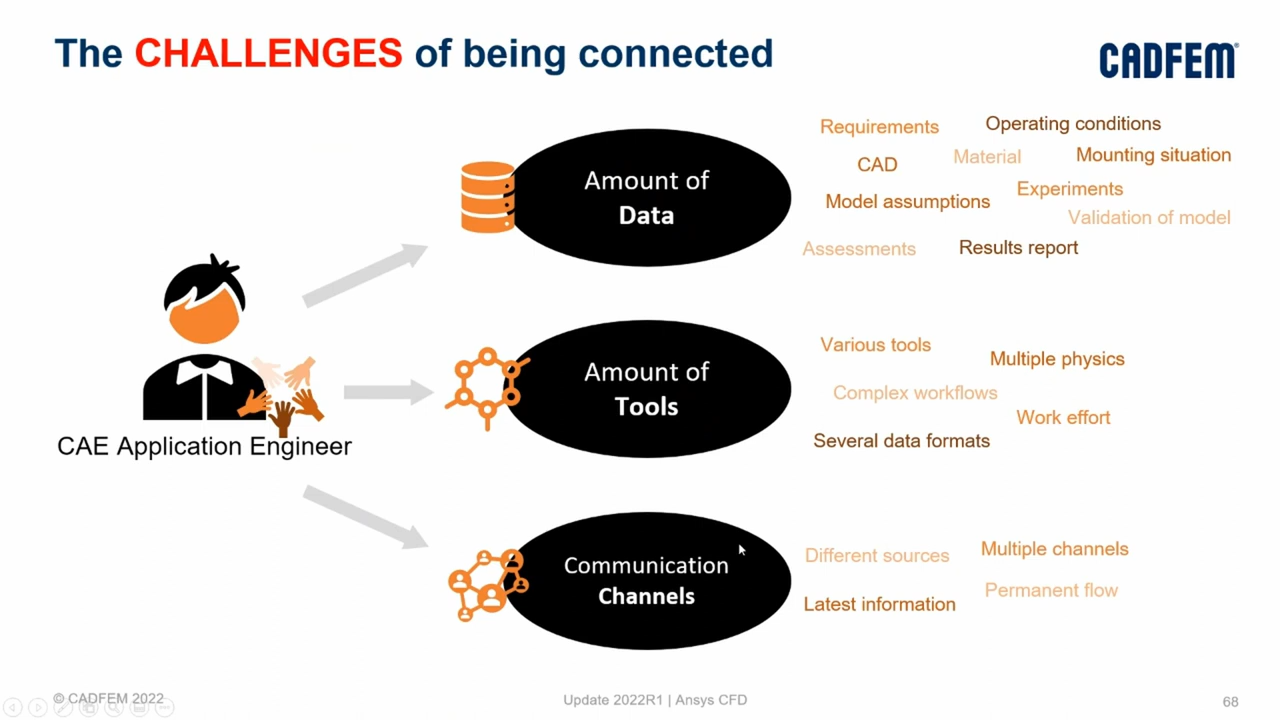 The CHALLENGES of being connected
CADFEM
Requirements
Operating conditions
CAD
Material
Mounting situation
Model assumptions
Experiments
Validation of model
Assessments
Results report
Amount of
Data
CAE Application Engineer
Amount of
Tools
Various tools
Multiple physics
Complex workflows
Work effort
Several data formats
Communication
Channels
Different sources
Multiple channels
Latest information
Permanent flow
© CADFEM 2022
Update 2022R1 | Ansys CFD
68